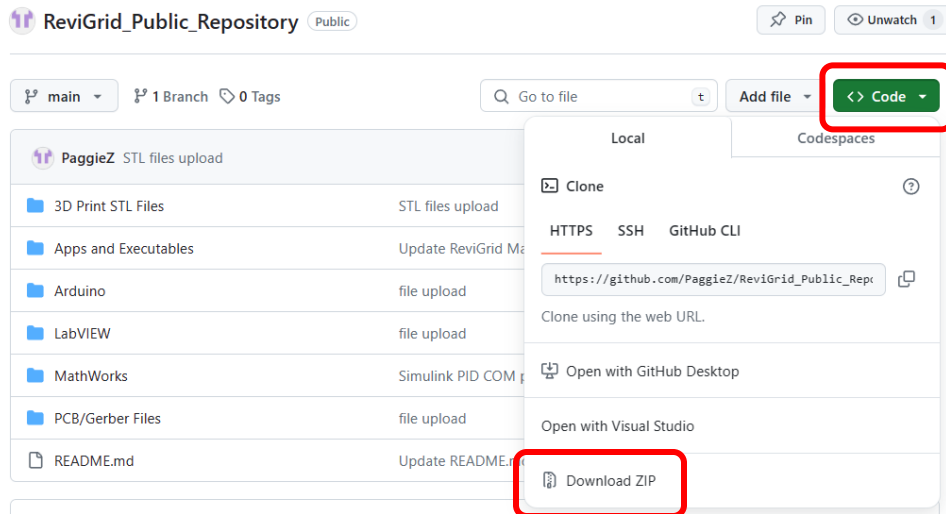 ReviGrid_Public_Repository Public Pin Unwatch 1
main 1 Branch 0 Tags Go to file t Add file <> Code
Local Codespaces
PaggieZ STL files upload
Clone
3D Print STL Files STL files upload
HTTPS SSH GitHub CLI
Apps and Executables Update ReviGrid Ma
https://github.com/PaggieZ/ReviGrid_Public_Repo
Arduino file upload
Clone using the web URL.
LabVIEW file upload
Open with GitHub Desktop
MathWorks Simulink PID COM p
PCB/Gerber Files file upload
Open with Visual Studio
README.md Update README.m
Download ZIP